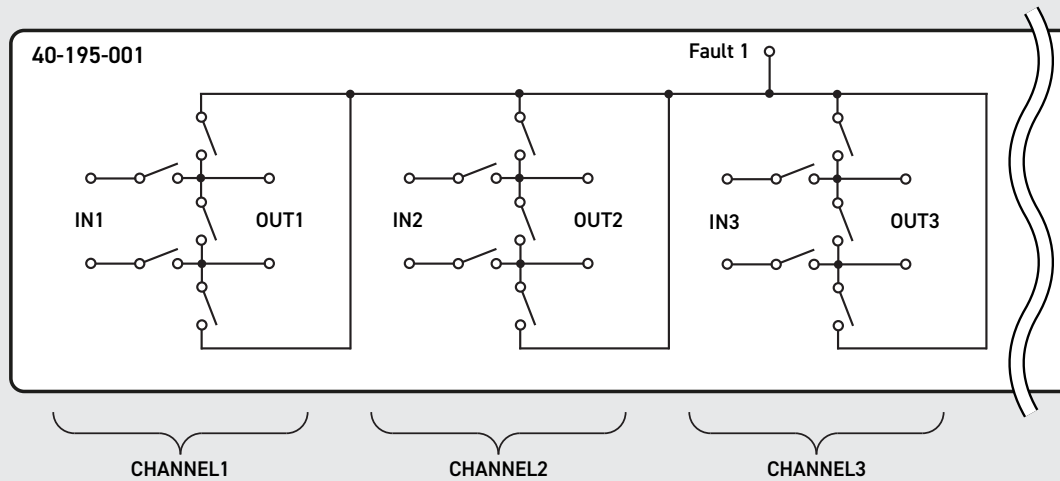 40-195-001
Fault 1
IN1
OUT1
IN2
OUT2
IN3
OUT3
CHANNEL1
CHANNEL2
CHANNEL3